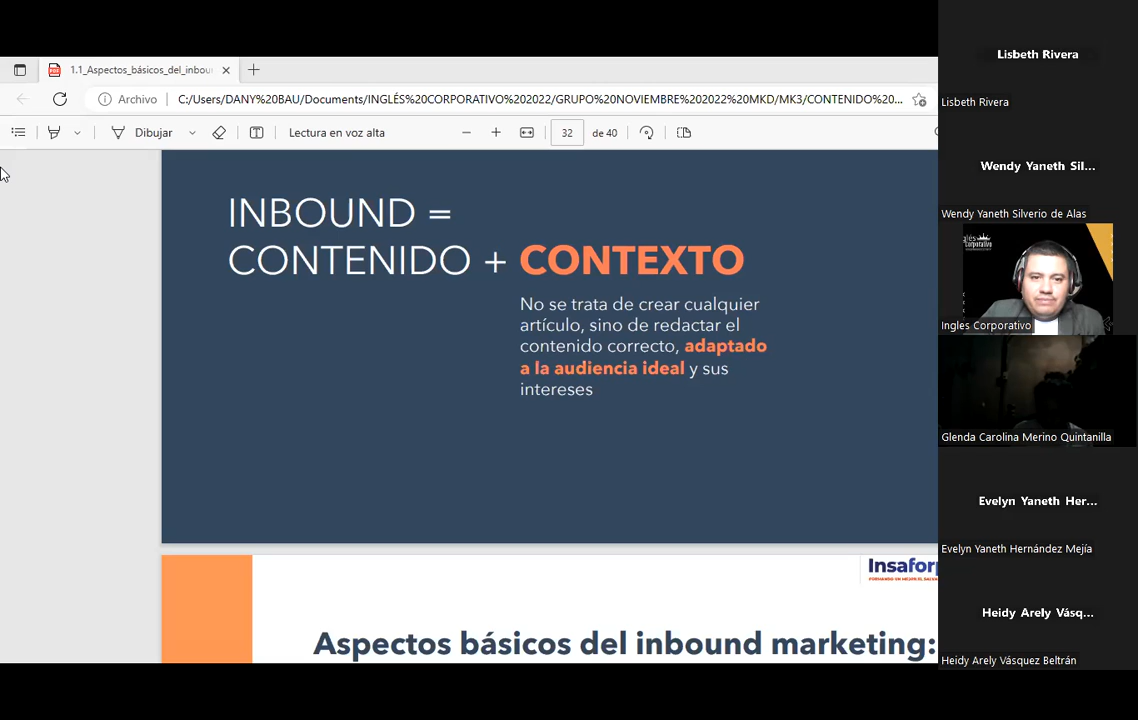 1.1_Aspectos_básicos_del_inbou
Archivo
C:/Users/DANY%20BAU/Documents/INGLÉS%20CORPORATIVO%202022/GRUPO%20NOVIEMBRE%202022%20MKD/MK3/CONTENIDO%20...
Dibujar
Lectura en voz alta
32
de 40
INBOUND =
CONTENIDO + CONTEXTO
No se trata de crear cualquier
artículo, sino de redactar el
contenido correcto, adaptado
a la audiencia ideal y sus
intereses
Insaforp
Aspectos básicos del inbound marketing:
Lisbeth Rivera
Lisbeth Rivera
Wendy Yaneth Sil...
Wendy Yaneth Silverio de Alas
Inglés
Corporativo
Ingles Corporativo
Glenda Carolina Merino Quintanilla
Evelyn Yaneth Her...
Evelyn Yaneth Hernández Mejía
Heidy Arely Vásq...
Heidy Arely Vásquez Beltrán